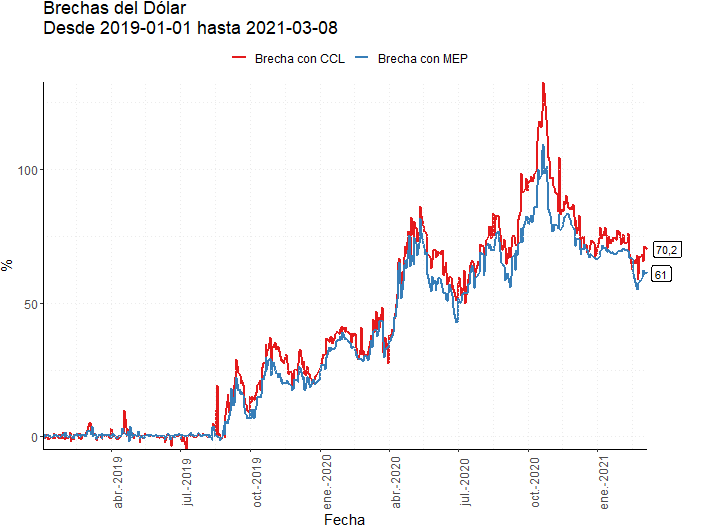 Brechas del Dólar
Desde 2019-01-01 hasta 2021-03-08
Brecha con CCL
Brecha con MEP
100
50
0
%
70,2
61
abr.-2019
jul.-2019
oct.-2019
ene.-2020
abr.-2020
jul.-2020
oct.-2020
ene.-2021
Fecha